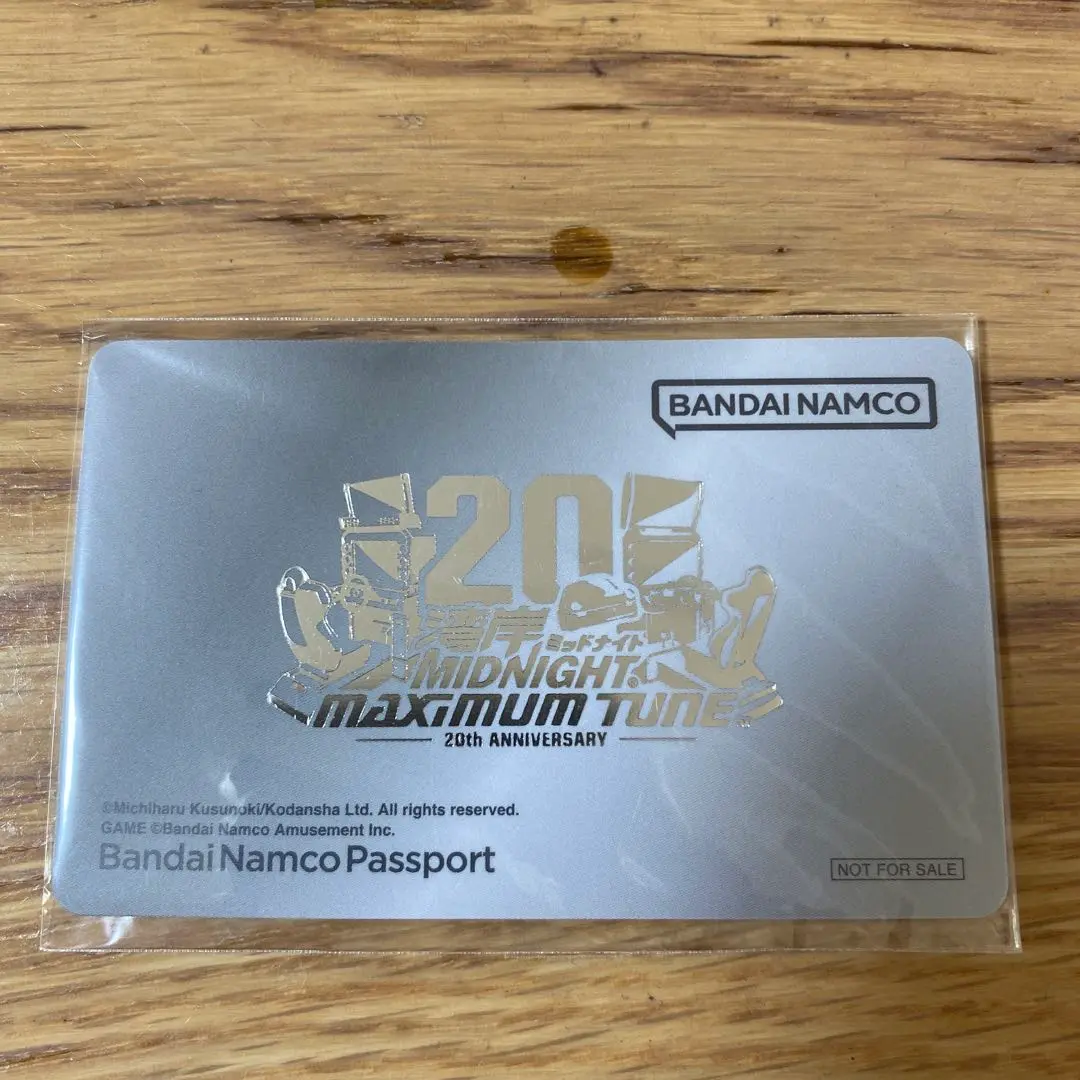 BANDAI NAMCO
20
湾岸 ミッドナイト
MIDNIGHT®
MAXIMUM TUNE®
20th ANNIVERSARY
©Michiharu Kusunoki/Kodansha Ltd. All rights reserved.
GAME ©Bandai Namco Amusement Inc.
Bandai Namco Passport
NOT FOR SALE